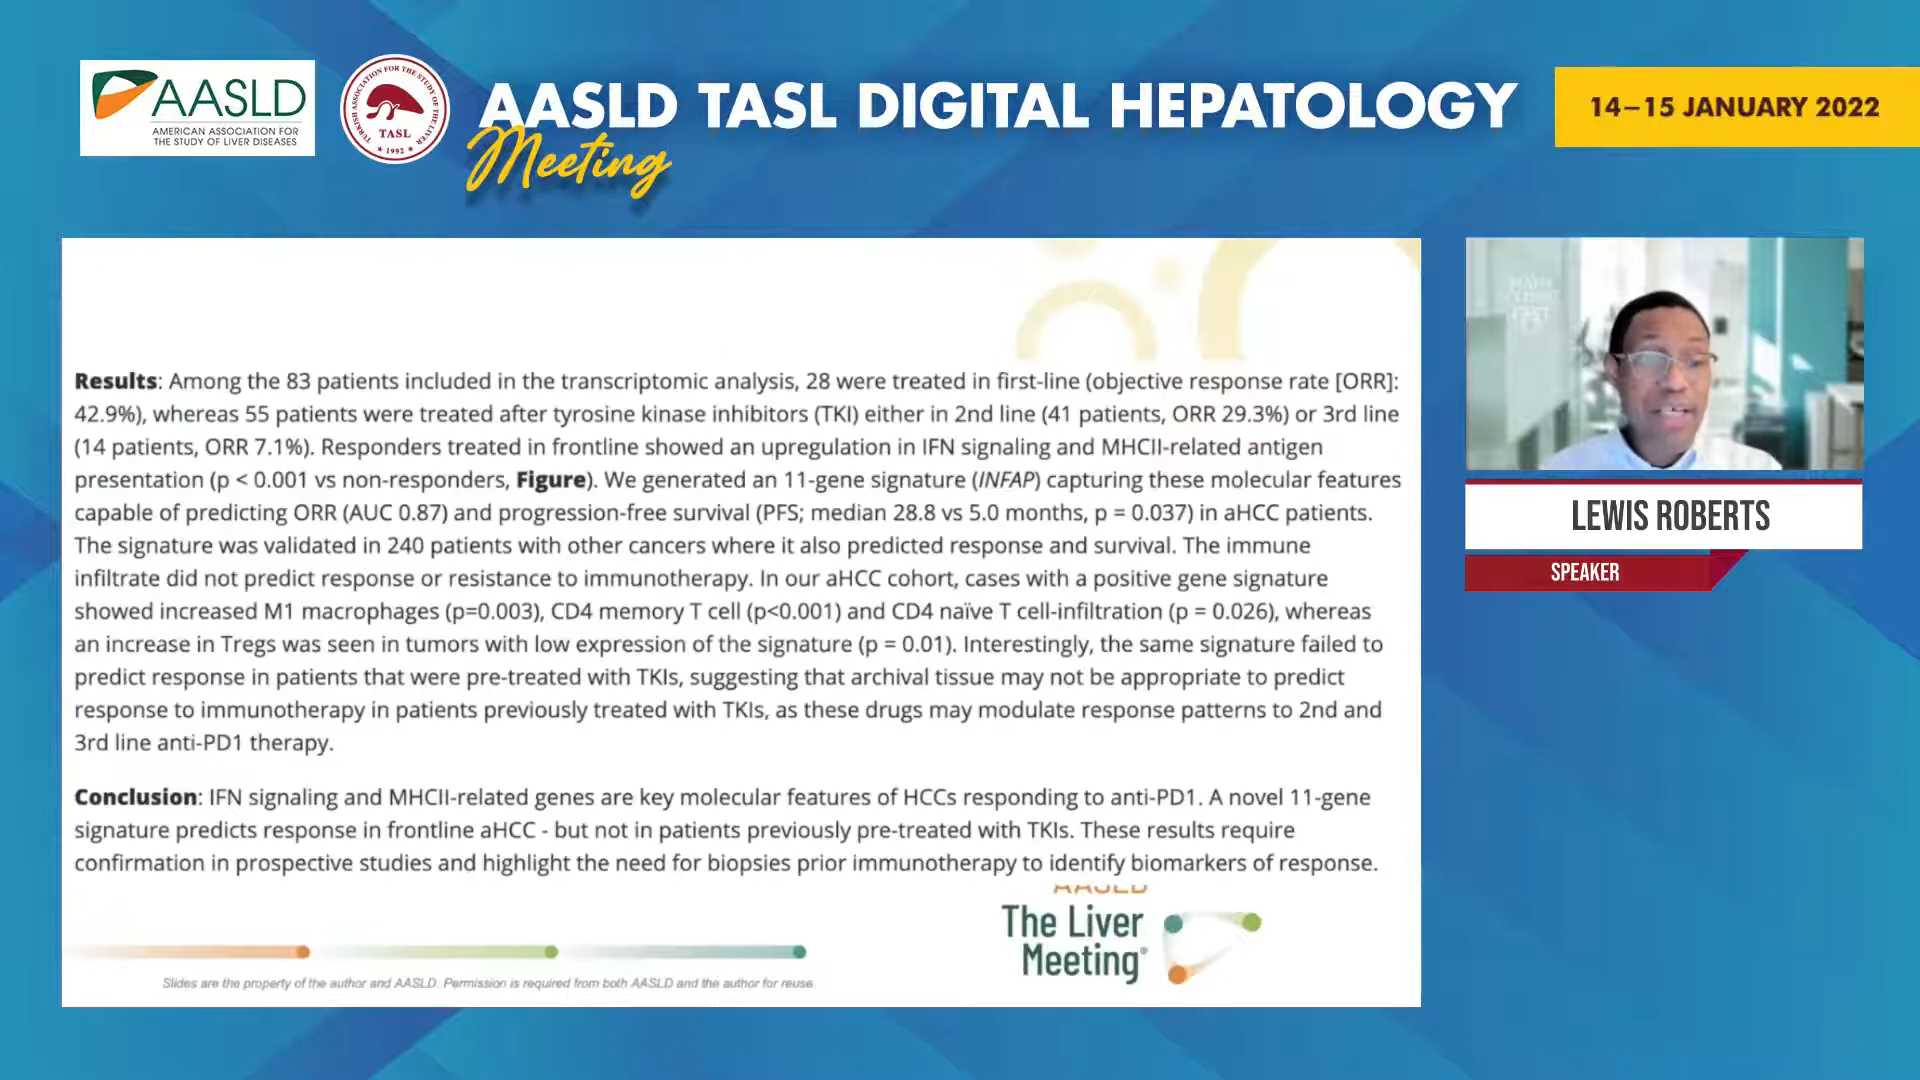 AASLD
AMERICAN ASSOCIATION FOR
THE STUDY OF LIVER DISEASES
TURKISH ASSOCIATION FOR THE STUDY OF THE LIVER
TASL
1992
AASLD TASL DIGITAL HEPATOLOGY
Meeting
14–15 JANUARY 2022
Results: Among the 83 patients included in the transcriptomic analysis, 28 were treated in first-line (objective response rate [ORR]:
42.9%), whereas 55 patients were treated after tyrosine kinase inhibitors (TKI) either in 2nd line (41 patients, ORR 29.3%) or 3rd line
(14 patients, ORR 7.1%). Responders treated in frontline showed an upregulation in IFN signaling and MHCII-related antigen
presentation (p < 0.001 vs non-responders, Figure). We generated an 11-gene signature (INFAP) capturing these molecular features
capable of predicting ORR (AUC 0.87) and progression-free survival (PFS; median 28.8 vs 5.0 months, p = 0.037) in aHCC patients.
The signature was validated in 240 patients with other cancers where it also predicted response and survival. The immune
infiltrate did not predict response or resistance to immunotherapy. In our aHCC cohort, cases with a positive gene signature
showed increased M1 macrophages (p=0.003), CD4 memory T cell (p<0.001) and CD4 naïve T cell-infiltration (p = 0.026), whereas
an increase in Tregs was seen in tumors with low expression of the signature (p = 0.01). Interestingly, the same signature failed to
predict response in patients that were pre-treated with TKIs, suggesting that archival tissue may not be appropriate to predict
response to immunotherapy in patients previously treated with TKIs, as these drugs may modulate response patterns to 2nd and
3rd line anti-PD1 therapy.
Conclusion: IFN signaling and MHCII-related genes are key molecular features of HCCs responding to anti-PD1. A novel 11-gene
signature predicts response in frontline aHCC - but not in patients previously pre-treated with TKIs. These results require
confirmation in prospective studies and highlight the need for biopsies prior immunotherapy to identify biomarkers of response.
AASLD
The Liver
Meeting®
Slides are the property of the author and AASLD. Permission is required from both AASLD and the author for reuse.
LEWIS ROBERTS
SPEAKER